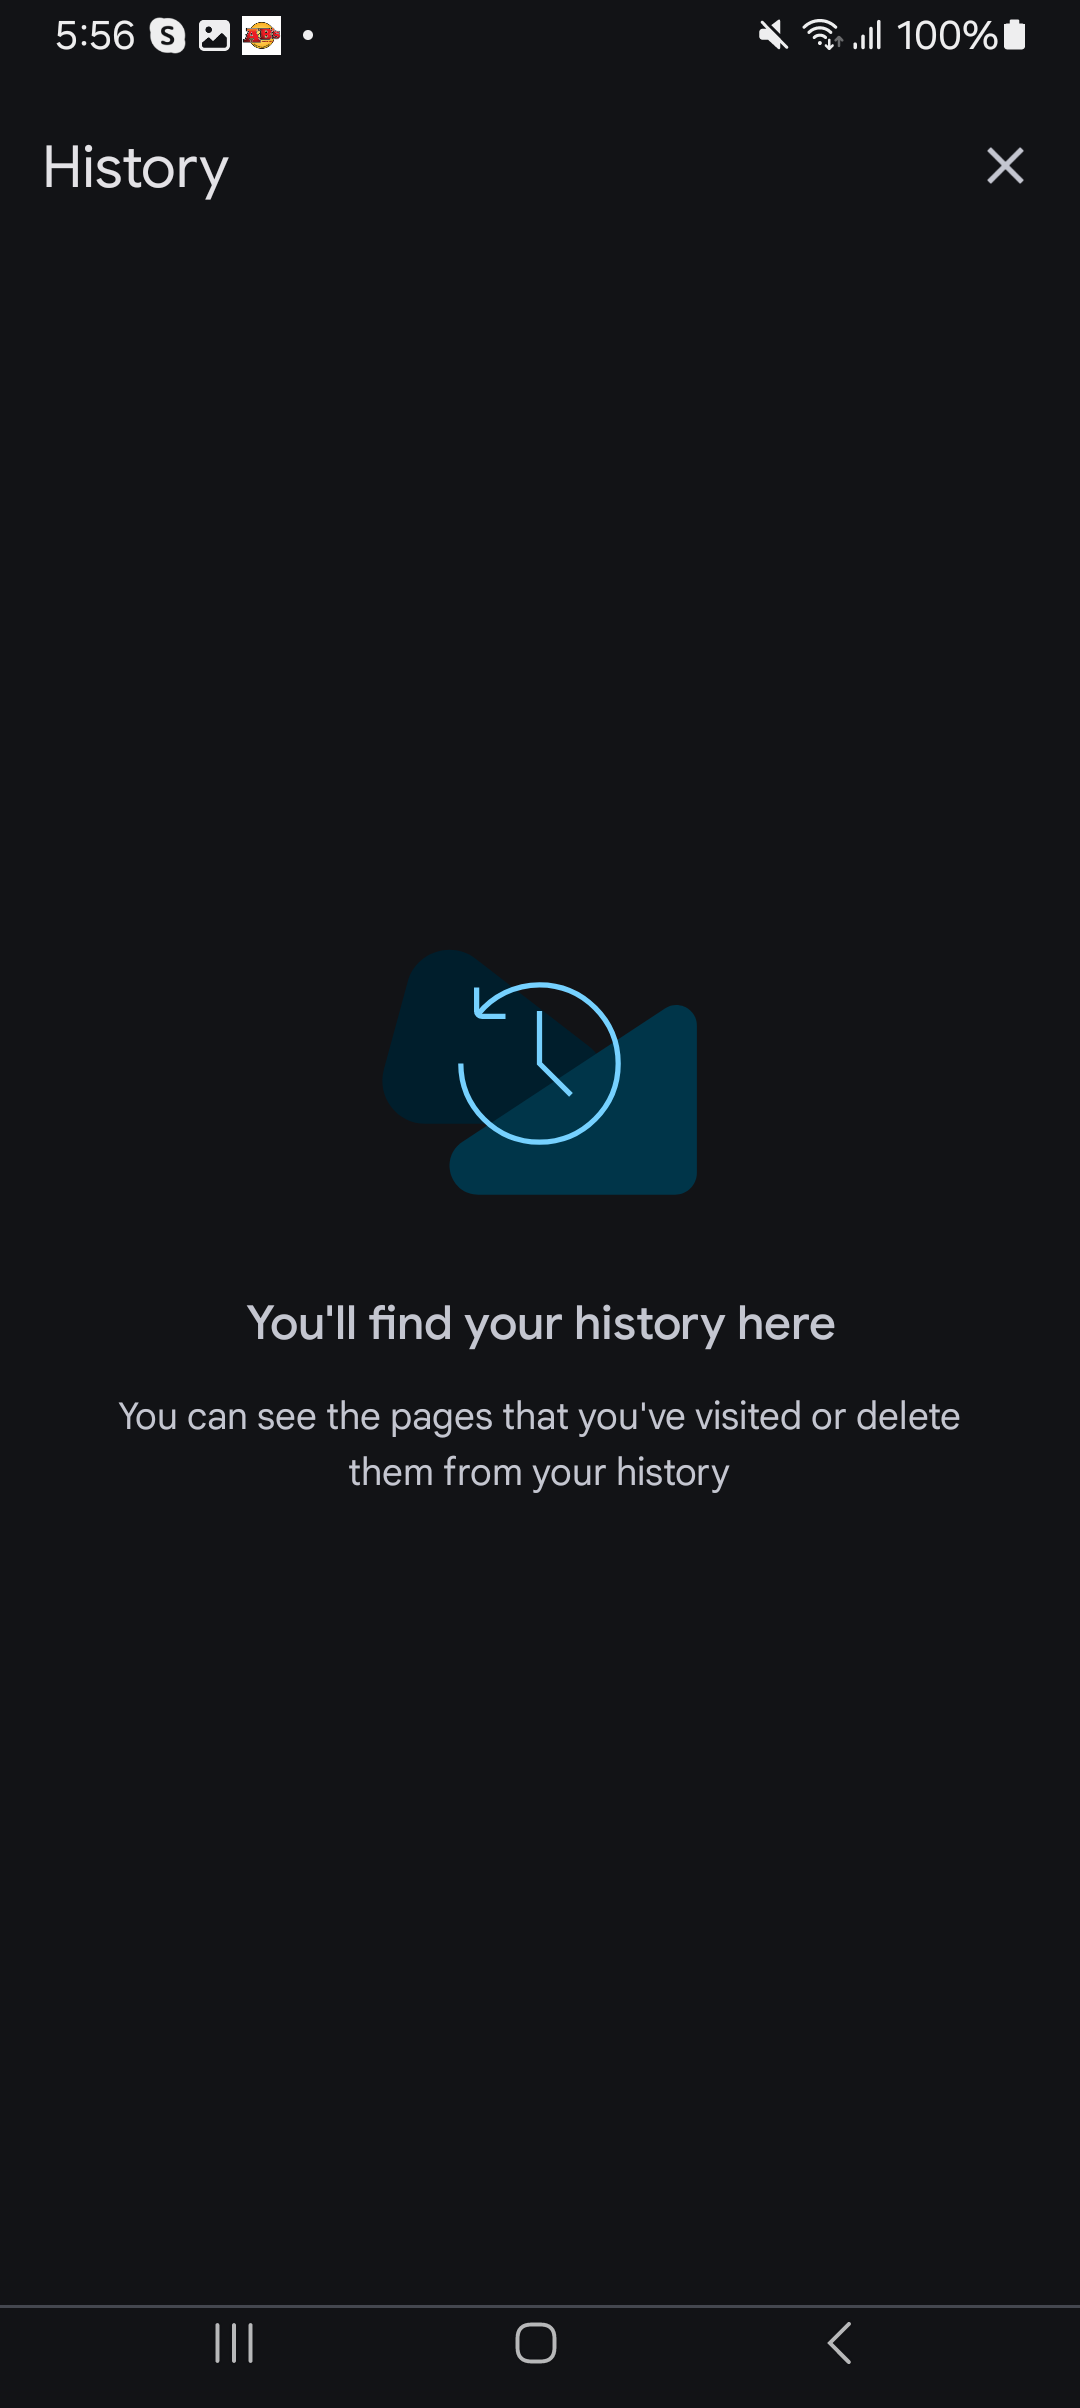 5:56 S AB's 100%
History
You'll find your history here
You can see the pages that you've visited or delete
them from your history